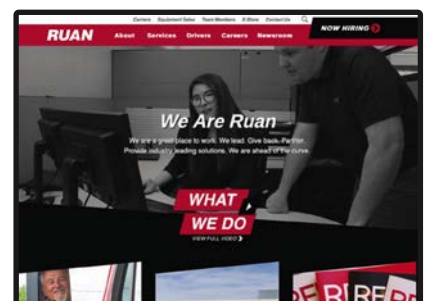 Carriers Equipment Sales Team Members E-Store Contact Us
NOW HIRING
RUAN About Services Drivers Careers Newsroom
We Are Ruan
We are a great place to work. We lead. Give back. Partner.
Provide industry leading solutions. We are ahead of the curve.
WHAT
WE DO
VIEW FULL VIDEO